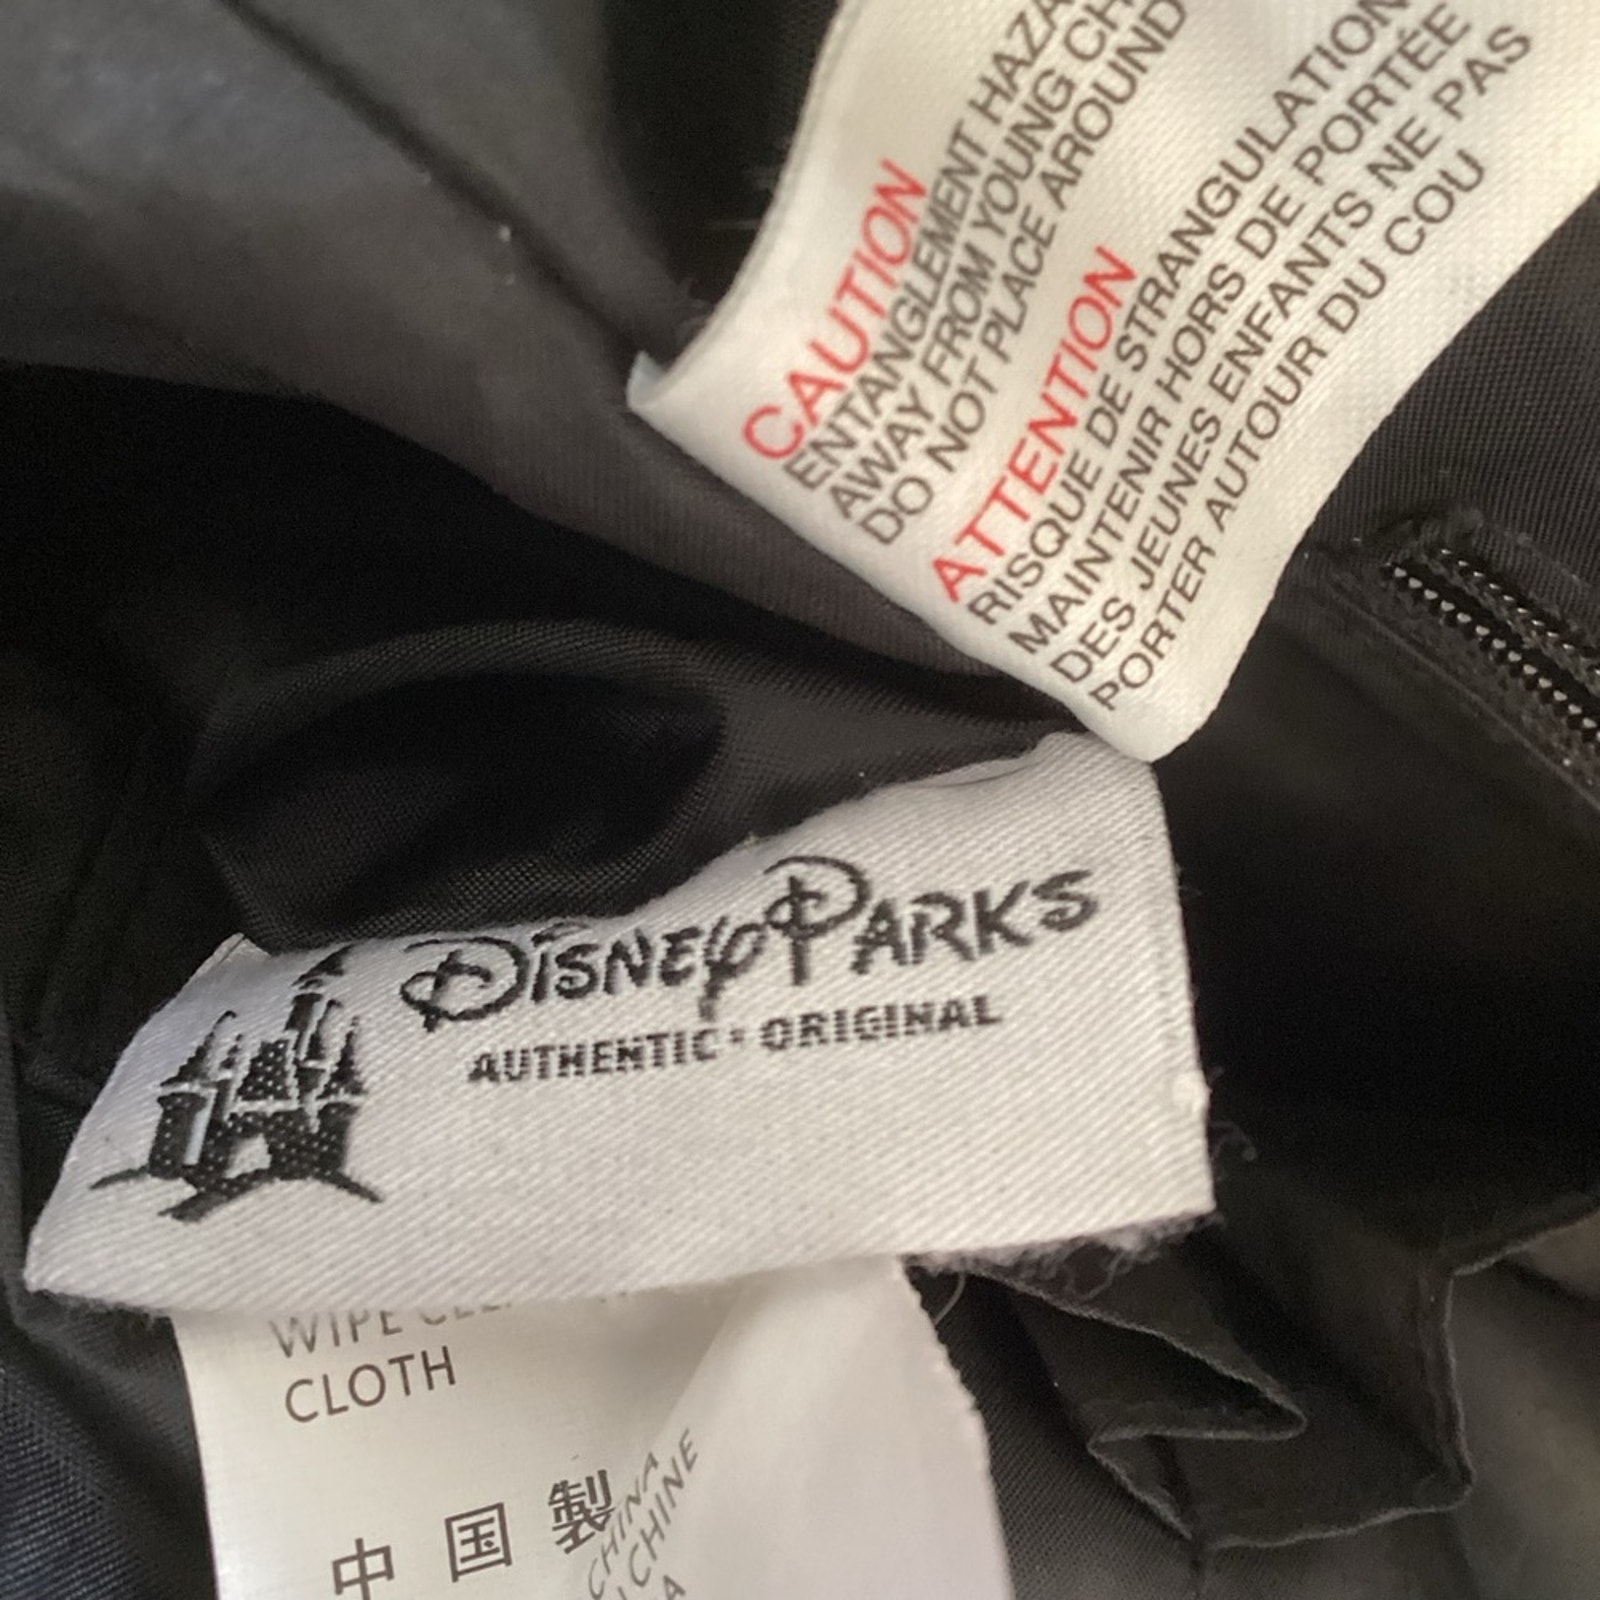 CAUTION
ENTANGLEMENT
AWAY FROM YOUNG
DO NOT PLACE AROUND
ATTENTION
RISQUE DE STRANGULATION
MAINTENIR HORS DE PORTÉE
DES JEUNES ENFANTS NE PAS
PORTER AUTOUR DU COU
DISNEY PARKS
AUTHENTIC • ORIGINAL
WIPE
CLOTH
中国製
CHINA
CHINE